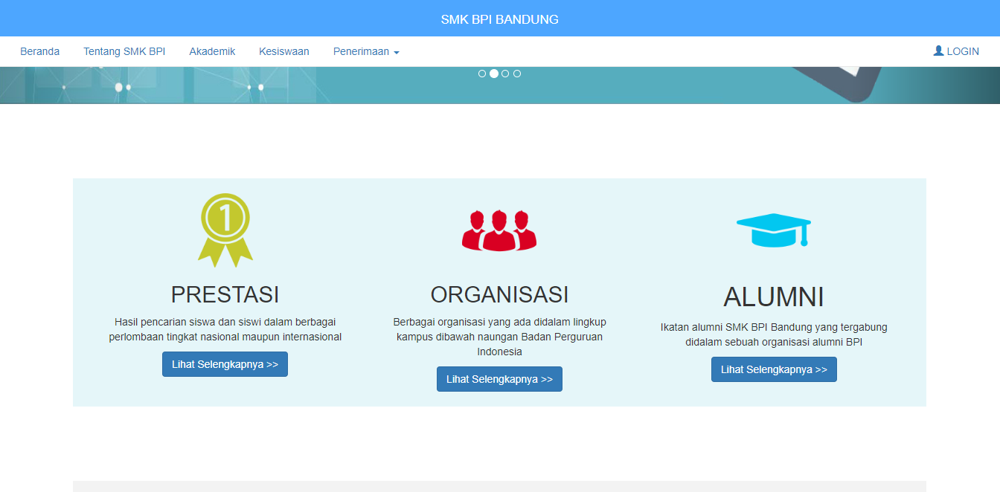 SMK BPI BANDUNG
Beranda Tentang SMK BPI Akademik Kesiswaan Penerimaan LOGIN
1
PRESTASI
Hasil pencarian siswa dan siswi dalam berbagai
perlombaan tingkat nasional maupun internasional
Lihat Selengkapnya >>
ORGANISASI
Berbagai organisasi yang ada didalam lingkup
kampus dibawah naungan Badan Perguruan
Indonesia
Lihat Selengkapnya >>
ALUMNI
Ikatan alumni SMK BPI Bandung yang tergabung
didalam sebuah organisasi alumni BPI
Lihat Selengkapnya >>